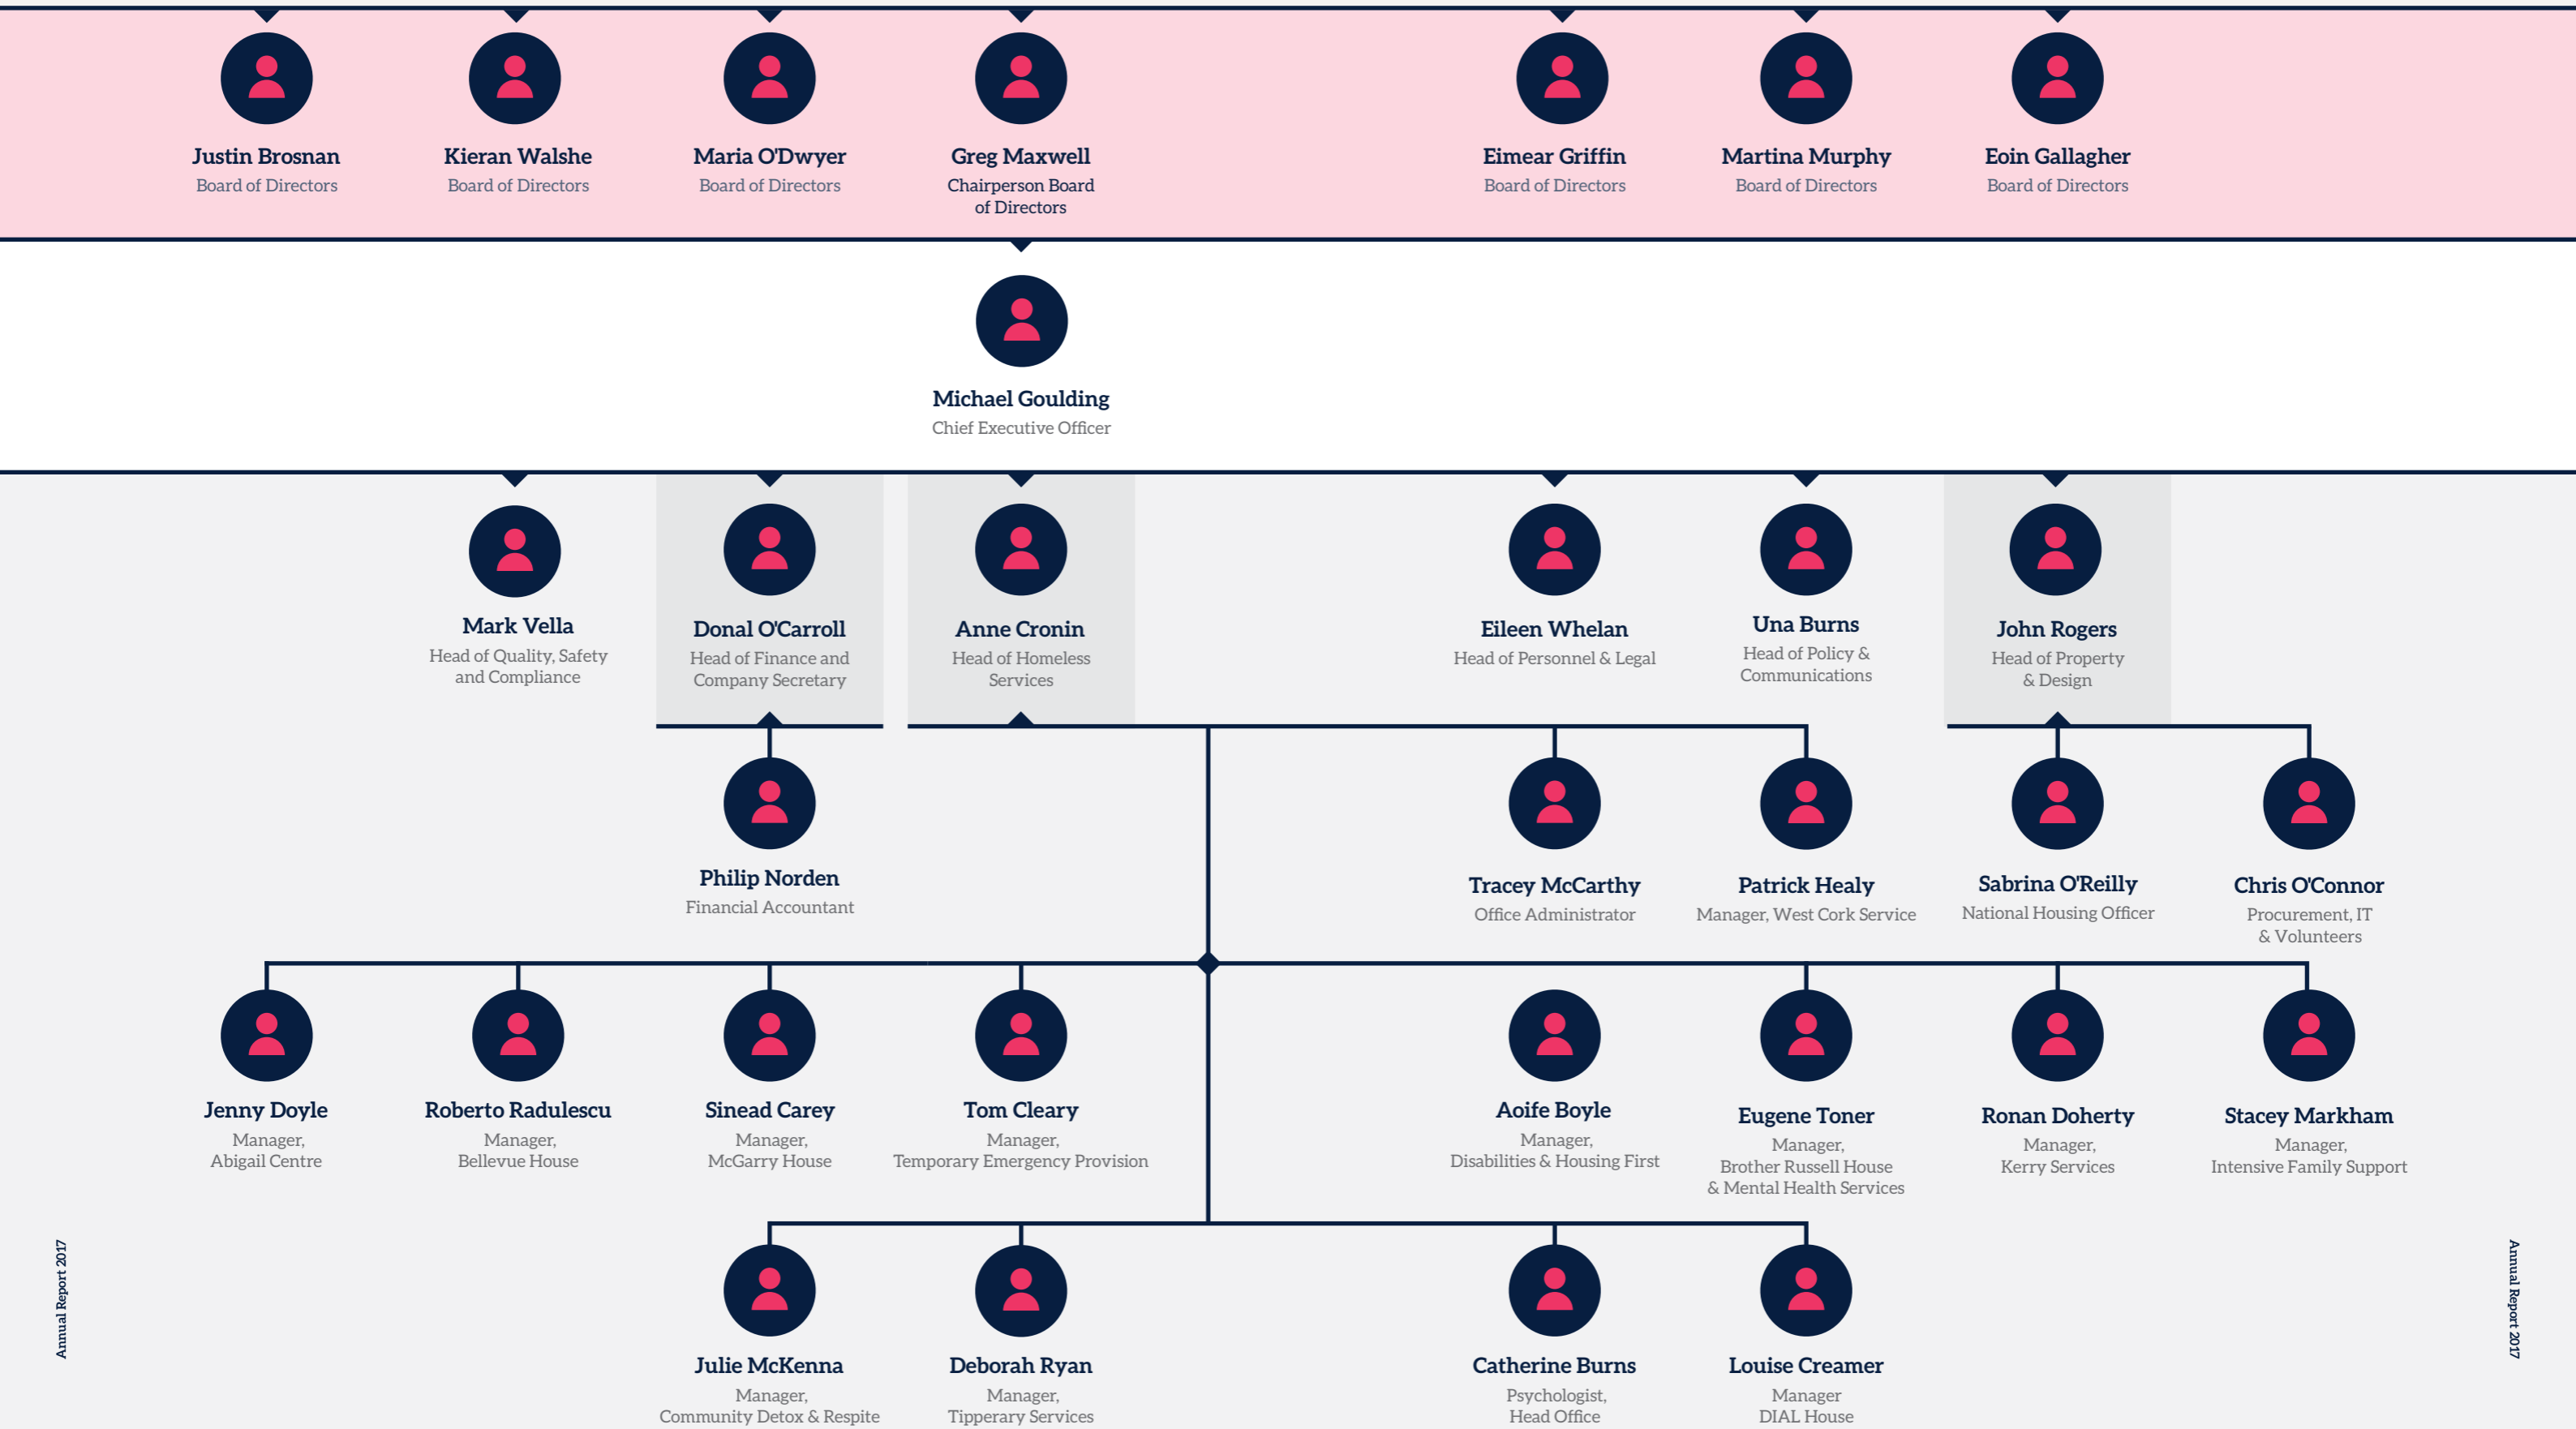 Justin Brosnan
Board of Directors
Kieran Walshe
Board of Directors
Maria O'Dwyer
Board of Directors
Greg Maxwell
Chairperson Board
of Directors
Eimear Griffin
Board of Directors
Martina Murphy
Board of Directors
Eoin Gallagher
Board of Directors
Michael Goulding
Chief Executive Officer
Mark Vella
Head of Quality, Safety
and Compliance
Donal O'Carroll
Head of Finance and
Company Secretary
Anne Cronin
Head of Homeless
Services
Eileen Whelan
Head of Personnel & Legal
Una Burns
Head of Policy &
Communications
John Rogers
Head of Property
& Design
Philip Norden
Financial Accountant
Tracey McCarthy
Office Administrator
Patrick Healy
Manager, West Cork Service
Sabrina O'Reilly
National Housing Officer
Chris O'Connor
Procurement, IT
& Volunteers
Jenny Doyle
Manager,
Abigail Centre
Roberto Radulescu
Manager,
Bellevue House
Sinead Carey
Manager,
McGarry House
Tom Cleary
Manager,
Temporary Emergency Provision
Aoife Boyle
Manager,
Disabilities & Housing First
Eugene Toner
Manager,
Brother Russell House
& Mental Health Services
Ronan Doherty
Manager,
Kerry Services
Stacey Markham
Manager,
Intensive Family Support
Julie McKenna
Manager,
Community Detox & Respite
Deborah Ryan
Manager,
Tipperary Services
Catherine Burns
Psychologist,
Head Office
Louise Creamer
Manager
DIAL House
Annual Report 2017
Annual Report 2017